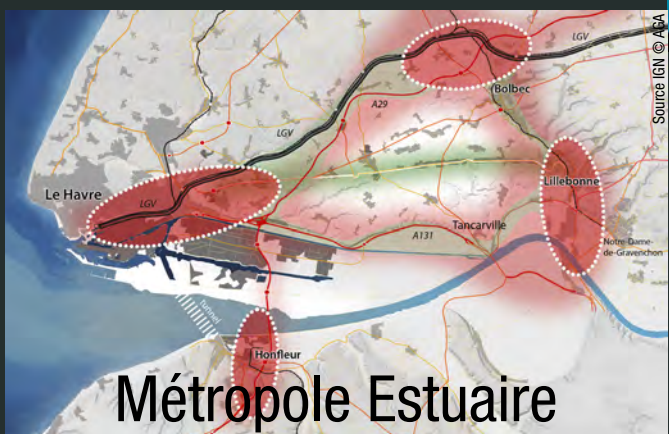 LGV
Source IGN © AGA
Bolbec
A29
LGV
Lillebonne
Le Havre
LGV
Tancarville
A131
Notre-Dame-
de-Gravenchon
Tunnel
Honfleur
Métropole Estuaire